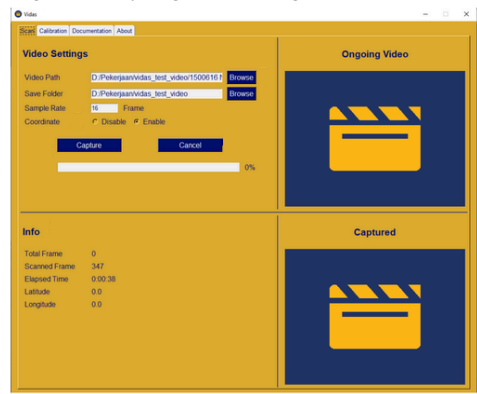 Vidas
Scan Calibration Documentation About
Video Settings
Video Path D:/Pekerjaan/vidas_test_video/1500616 Browse
Save Folder D:/Pekerjaan/vidas_test_video Browse
Sample Rate 16 Frame
Coordinate Disable Enable
Capture Cancel
0%
Ongoing Video
Info
Total Frame 0
Scanned Frame 347
Elapsed Time 0:00:38
Latitude 0.0
Longitude 0.0
Captured